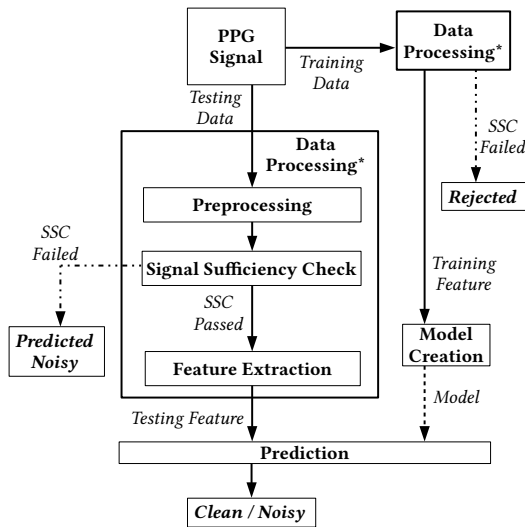 PPG
Signal
Training
Data
Data
Processing*
Testing
Data
SSC
Failed
Rejected
Data
Processing*
Preprocessing
SSC
Failed
Signal Sufficiency Check
SSC
Passed
Training
Feature
Predicted
Noisy
Model
Creation
Feature Extraction
Testing Feature
Model
Prediction
Clean / Noisy